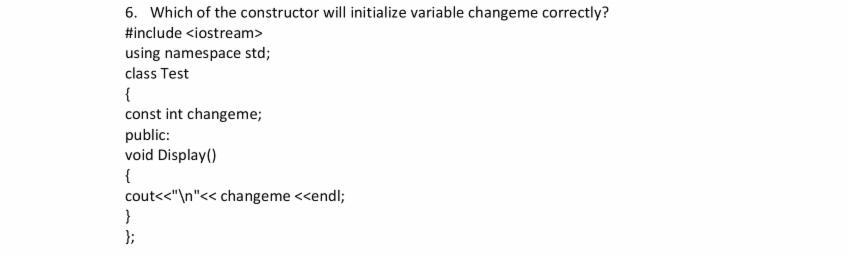 6. Which of the constructor will initialize variable changeme correctly?
#include <iostream>
using namespace std;
class Test
{
const int changeme;
public:
void Display()
{
cout<<"\n"<< changeme <<endl;
}
};